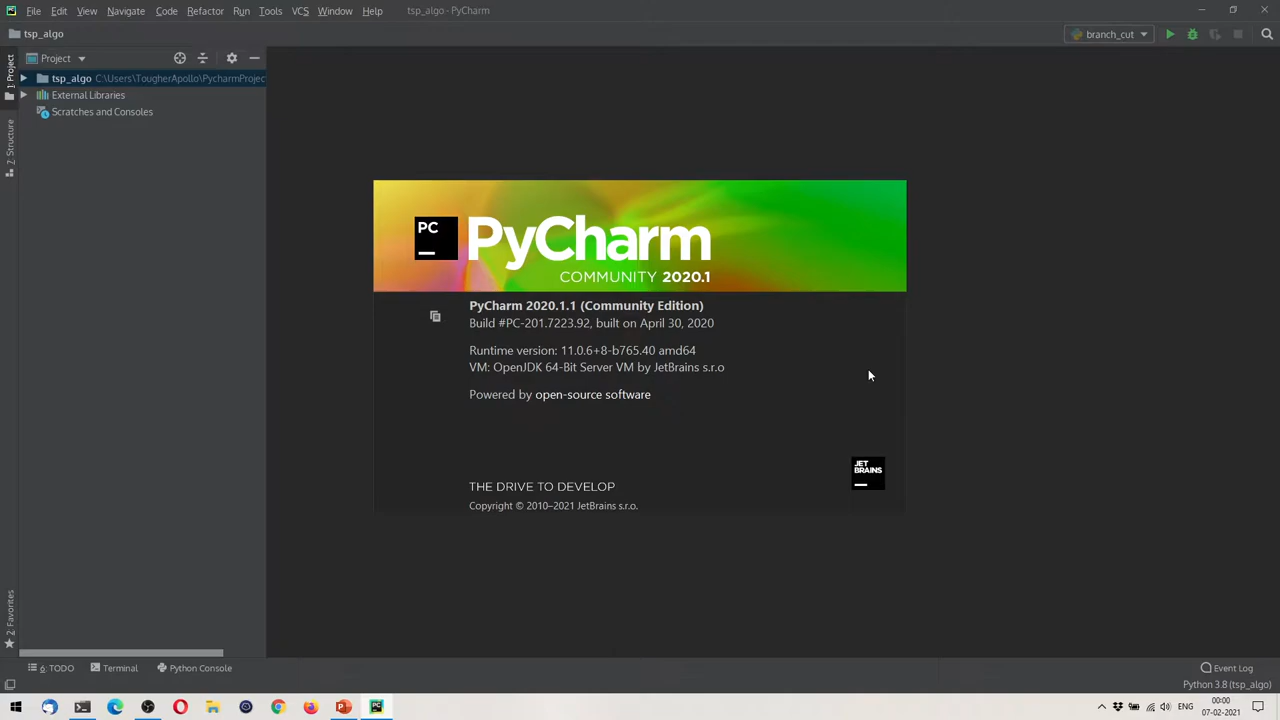 File Edit View Navigate Code Refactor Run Tools VCS Window Help tsp_algo - PyCharm
tsp_algo branch_cut
Project
tsp_algo C:\Users\TougherApollo\PycharmProjec
External Libraries
Scratches and Consoles
1: Project
Z: Structure
2: Favorites
PC
PyCharm
COMMUNITY 2020.1
PyCharm 2020.1.1 (Community Edition)
Build #PC-201.7223.92, built on April 30, 2020
Runtime version: 11.0.6+8-b765.40 amd64
VM: OpenJDK 64-Bit Server VM by JetBrains s.r.o
Powered by open-source software
JET
BRAINS
THE DRIVE TO DEVELOP
Copyright © 2010–2021 JetBrains s.r.o.
6: TODO Terminal Python Console Event Log
Python 3.8 (tsp_algo)
ENG
00:00
07-02-2021